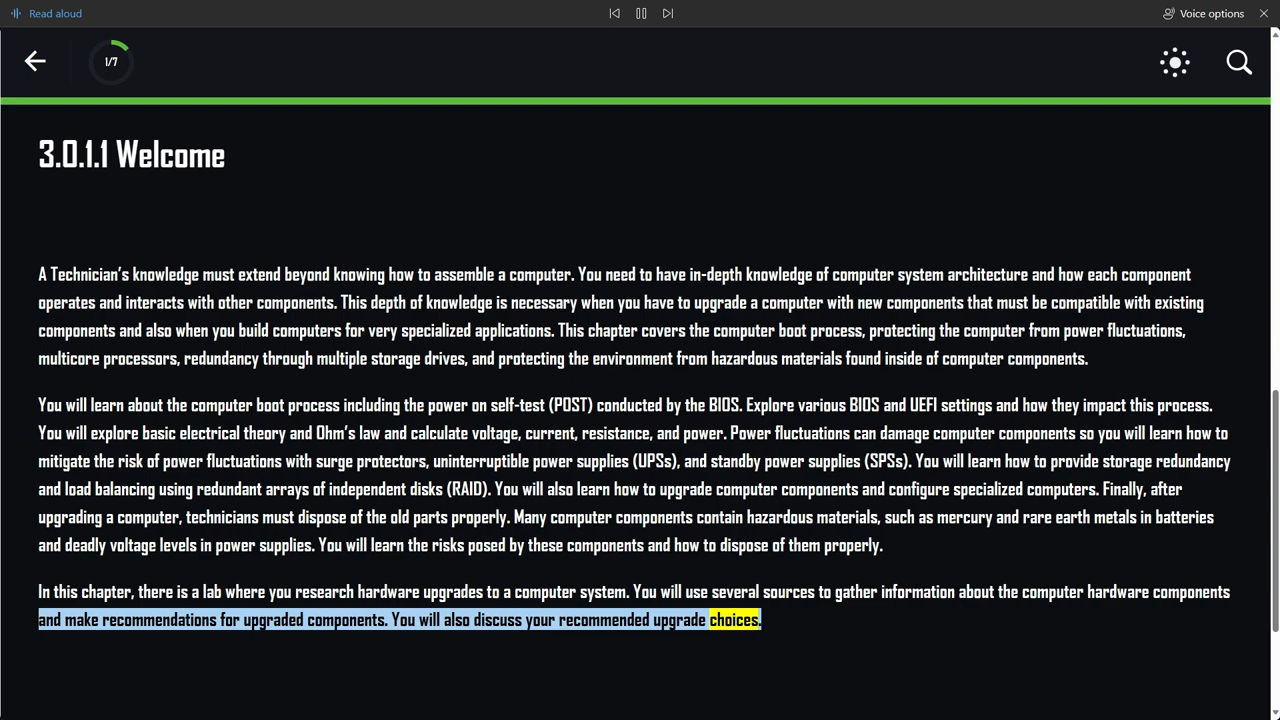 Read aloud
Voice options
1/7
3.0.1.1 Welcome
A Technician's knowledge must extend beyond knowing how to assemble a computer. You need to have in-depth knowledge of computer system architecture and how each component
operates and interacts with other components. This depth of knowledge is necessary when you have to upgrade a computer with new components that must be compatible with existing
components and also when you build computers for very specialized applications. This chapter covers the computer boot process, protecting the computer from power fluctuations,
multicore processors, redundancy through multiple storage drives, and protecting the environment from hazardous materials found inside of computer components.
You will learn about the computer boot process including the power on self-test (POST) conducted by the BIOS. Explore various BIOS and UEFI settings and how they impact this process.
You will explore basic electrical theory and Ohm's law and calculate voltage, current, resistance, and power. Power fluctuations can damage computer components so you will learn how to
mitigate the risk of power fluctuations with surge protectors, uninterruptible power supplies (UPSs), and standby power supplies (SPSs). You will learn how to provide storage redundancy
and load balancing using redundant arrays of independent disks (RAID). You will also learn how to upgrade computer components and configure specialized computers. Finally, after
upgrading a computer, technicians must dispose of the old parts properly. Many computer components contain hazardous materials, such as mercury and rare earth metals in batteries
and deadly voltage levels in power supplies. You will learn the risks posed by these components and how to dispose of them properly.
In this chapter, there is a lab where you research hardware upgrades to a computer system. You will use several sources to gather information about the computer hardware components
and make recommendations for upgraded components. You will also discuss your recommended upgrade choices.